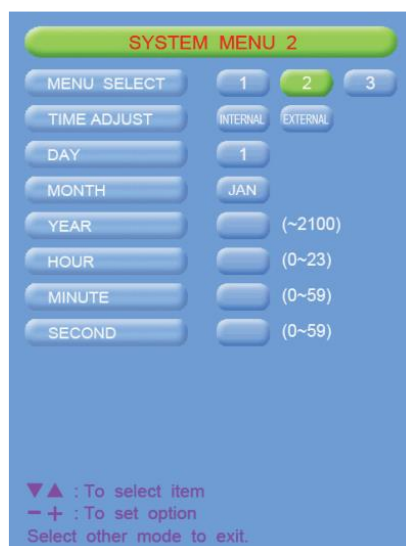 SYSTEM MENU 2
MENU SELECT 1 2 3
TIME ADJUST INTERNAL EXTERNAL
DAY 1
MONTH JAN
YEAR (~2100)
HOUR (0~23)
MINUTE (0~59)
SECOND (0~59)
▼▲ : To select item
− + : To set option
Select other mode to exit.